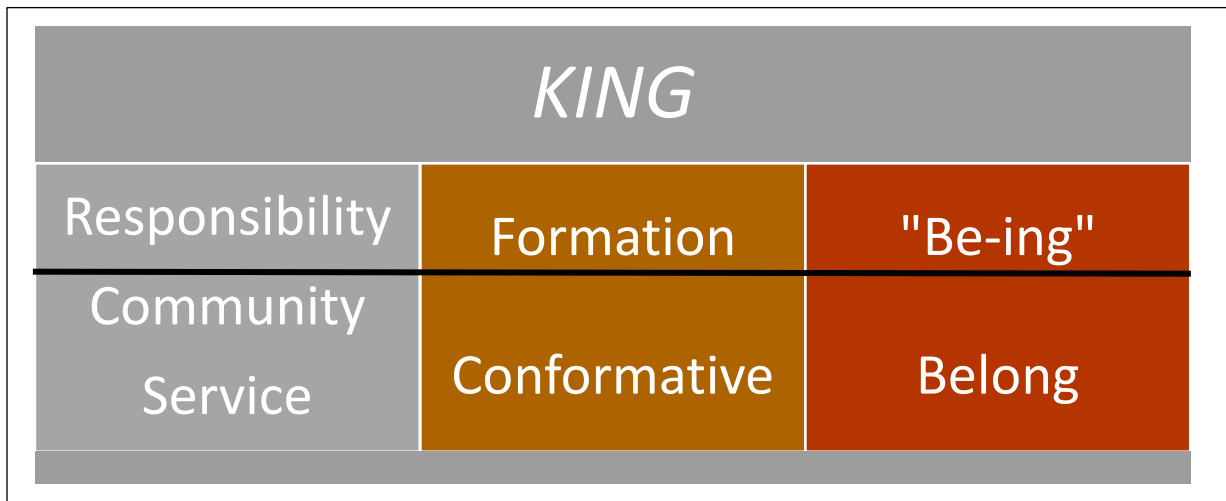 KING
Responsibility
Formation
"Be-ing"
Community
Service
Conformative
Belong